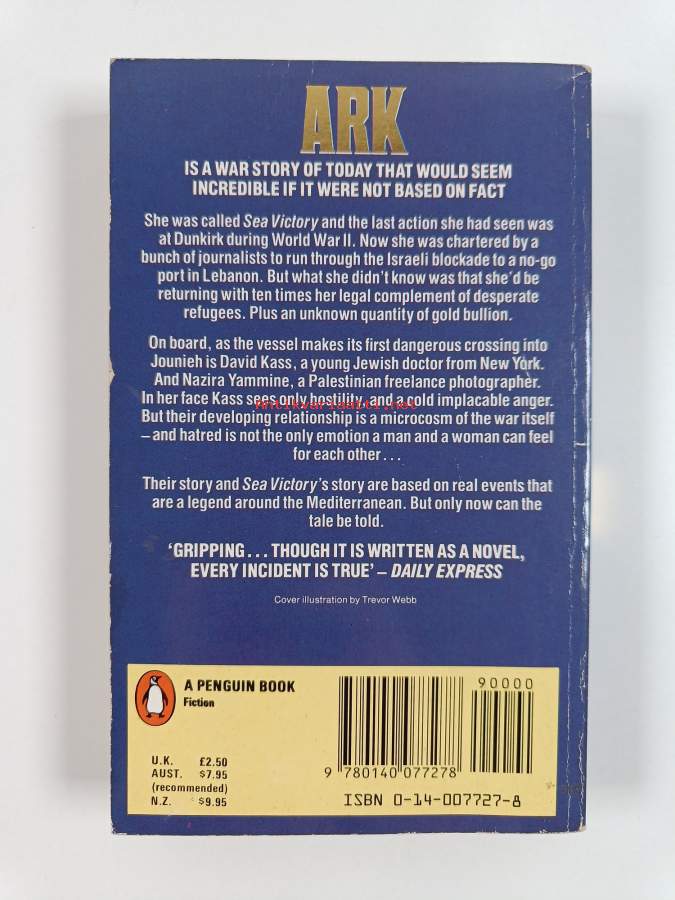 ARK
IS A WAR STORY OF TODAY THAT WOULD SEEM
INCREDIBLE IF IT WERE NOT BASED ON FACT
She was called Sea Victory and the last action she had seen was
at Dunkirk during World War II. Now she was chartered by a
bunch of journalists to run through the Israeli blockade to a no-go
port in Lebanon. But what she didn't know was that she'd be
returning with ten times her legal complement of desperate
refugees. Plus an unknown quantity of gold bullion.
On board, as the vessel makes its first dangerous crossing into
Jounieh is David Kass, a young Jewish doctor from New York.
And Nazira Yammine, a Palestinian freelance photographer.
In her face Kass sees only hostility and a cold implacable anger.
Antikvariaatti.net
But their developing relationship is a microcosm of the war itself
– and hatred is not the only emotion a man and a woman can feel
for each other...
Their story and Sea Victory's story are based on real events that
are a legend around the Mediterranean. But only now can the
tale be told.
'GRIPPING... THOUGH IT IS WRITTEN AS A NOVEL,
EVERY INCIDENT IS TRUE' – DAILY EXPRESS
Cover illustration by Trevor Webb
A PENGUIN BOOK
Fiction
U.K. £2.50
AUST. $7.95
(recommended)
N.Z. $9.95
90000
9 780140 077278
ISBN 0-14-007727-8